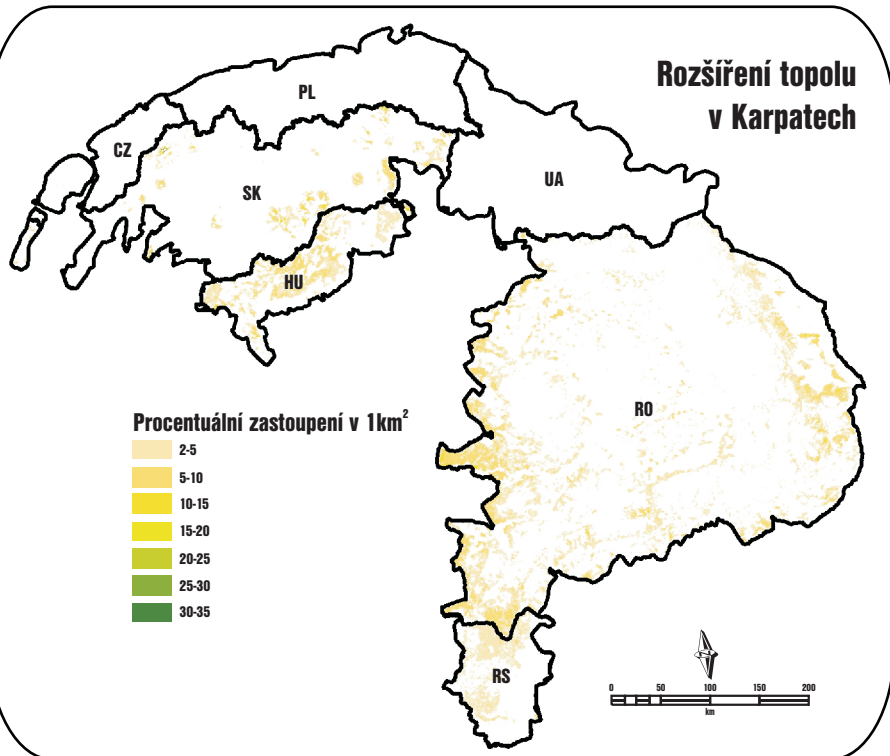 Rozšíření topolu
v Karpatech
PL
CZ
SK
UA
HU
RO
RS
Procentuální zastoupení v 1km²
2-5
5-10
10-15
15-20
20-25
25-30
30-35
0 50 100 150 200
km